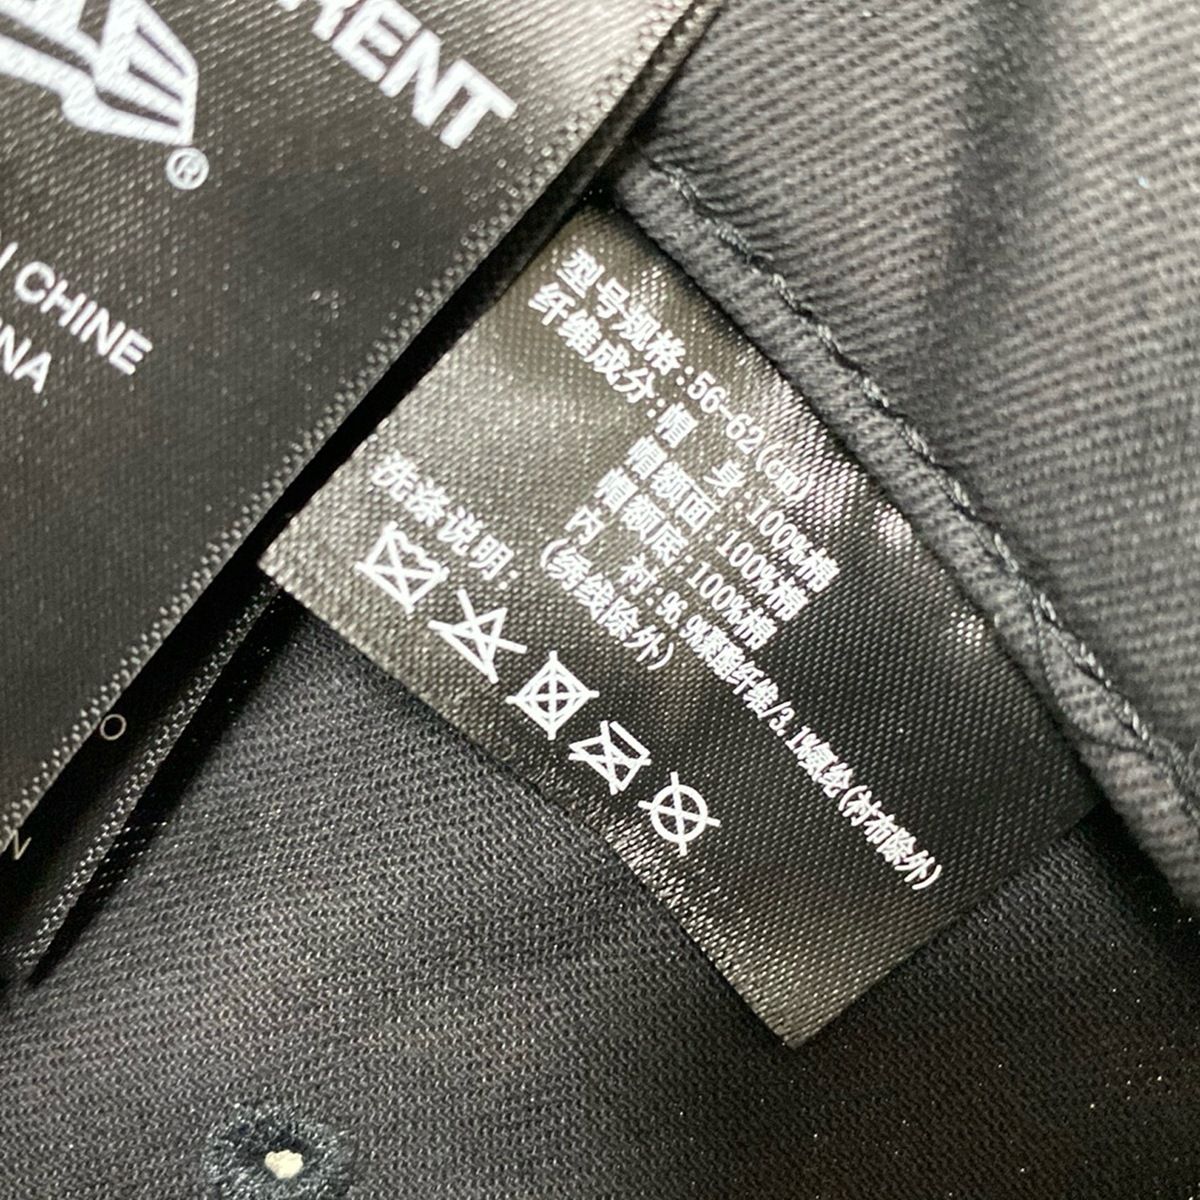 RENT
®
CHINE
NA
型号规格:56-62(cm)
纤维成分:帽 身:100%棉
帽额面:100%棉
帽额底:100%棉
内 衬:96.9%聚酯纤维/3.1%氨纶(衬布除外)
(绣线除外)
洗涤说明:
O
N